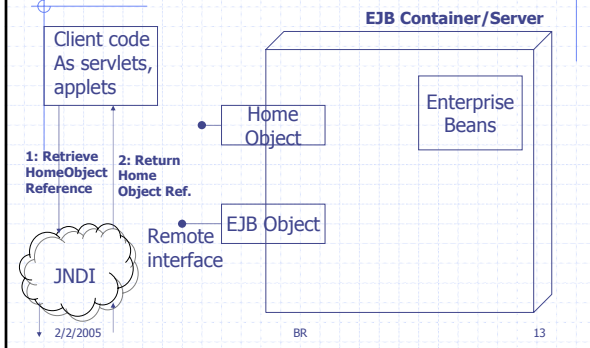 EJB Container/Server
Client code
As servlets,
applets
Enterprise
Beans
Home
Object
1: Retrieve
HomeObject
Reference
2: Return
Home
Object Ref.
EJB Object
Remote
interface
JNDI
2/2/2005
BR
13